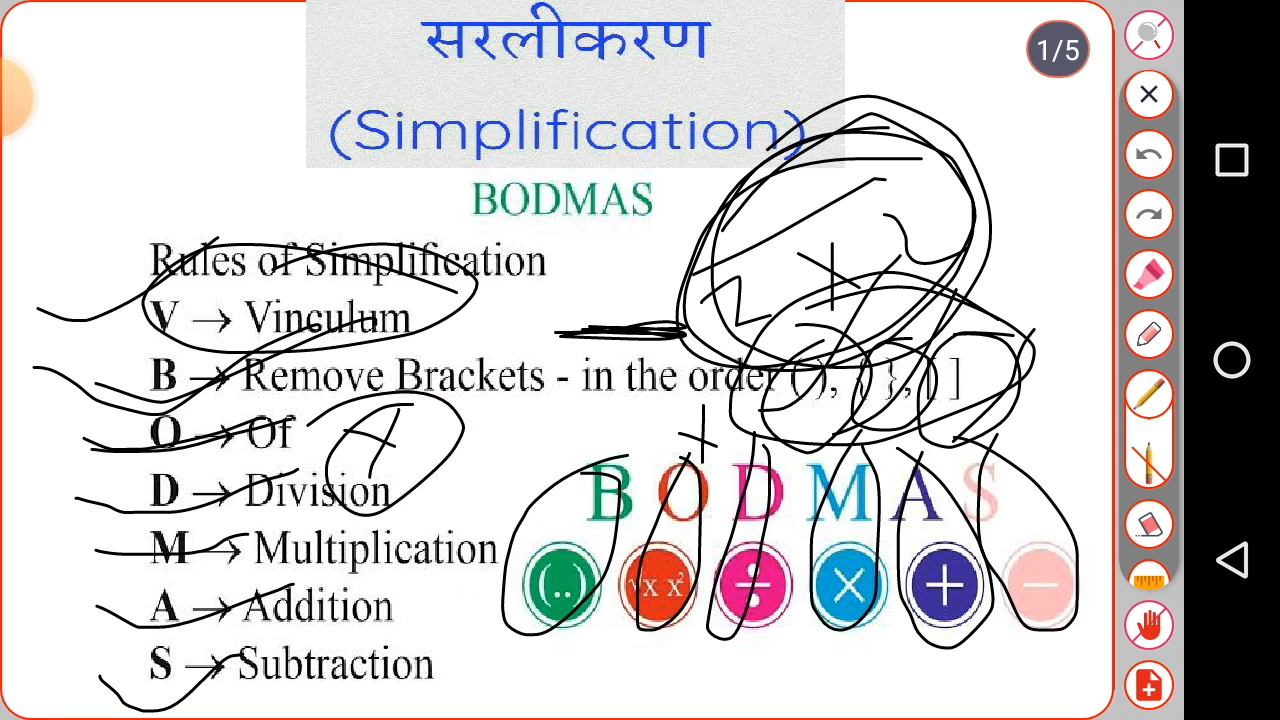 सरलीकरण
1/5
(Simplification)
BODMAS
Rules of Simplification
V → Vinculum
B → Remove Brackets - in the order ( ), { }, [ ]
O → Of
D → Division
M → Multiplication
A → Addition
S → Subtraction
B O D M A S
(..) √x x² ÷ × + −